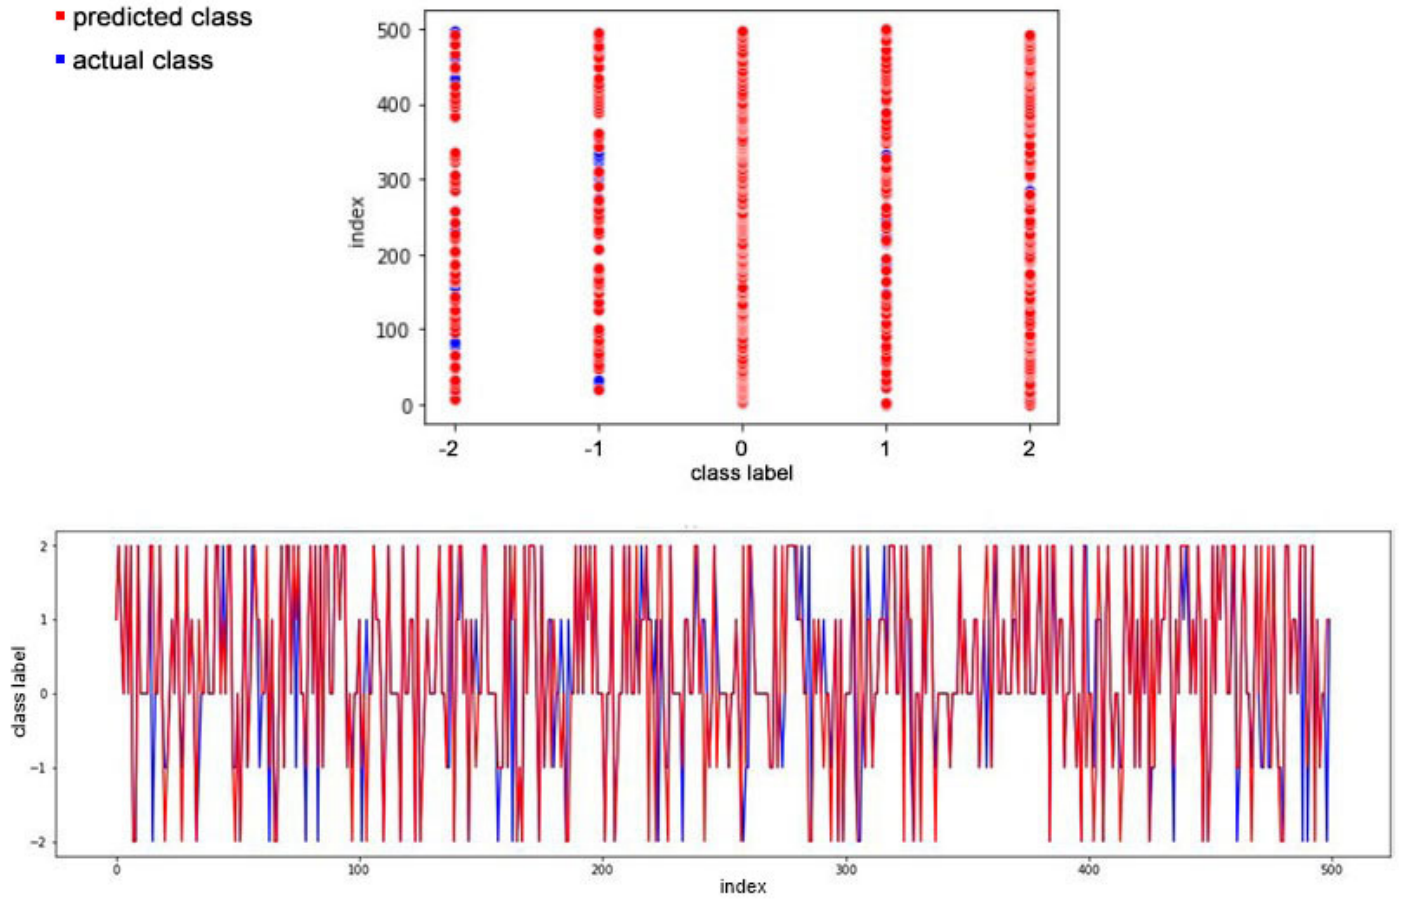 predicted class
actual class
500
400
300
200
100
0
index
-2 -1 0 1 2
class label
2
1
0
−1
−2
class label
0 100 200 300 400 500
index